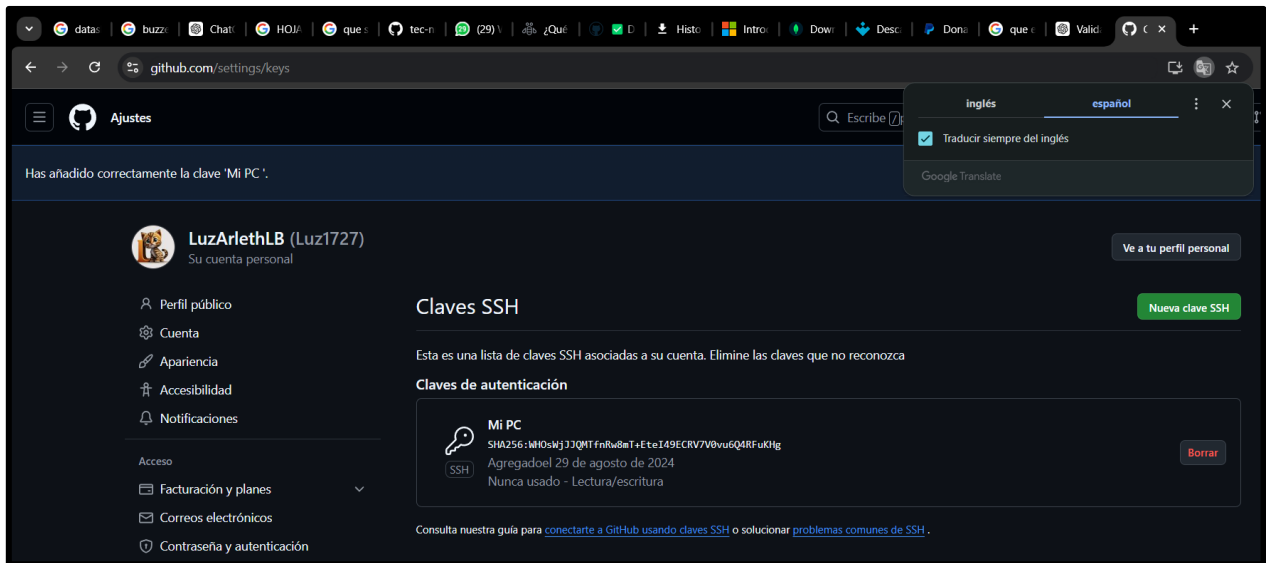 datas
buzze
Chat
HOJA
que s
tec-n
(29)
¿Qué
D
Histo
Intro
Down
Desc
Dona
que e
Valid
github.com/settings/keys
inglés
español
Traducir siempre del inglés
Google Translate
Ajustes
Escribe
Has añadido correctamente la clave 'Mi PC '.
LuzArlethLB (Luz1727)
Su cuenta personal
Ve a tu perfil personal
Perfil público
Cuenta
Apariencia
Accesibilidad
Notificaciones
Acceso
Facturación y planes
Correos electrónicos
Contraseña y autenticación
Claves SSH
Nueva clave SSH
Esta es una lista de claves SSH asociadas a su cuenta. Elimine las claves que no reconozca
Claves de autenticación
Mi PC
SHA256:WHOsWjJJQMTfnRw8mT+EteI49ECRV7V0vu6Q4RFuKHg
SSH
Agregadoel 29 de agosto de 2024
Nunca usado - Lectura/escritura
Borrar
Consulta nuestra guía para conectarte a GitHub usando claves SSH o solucionar problemas comunes de SSH .